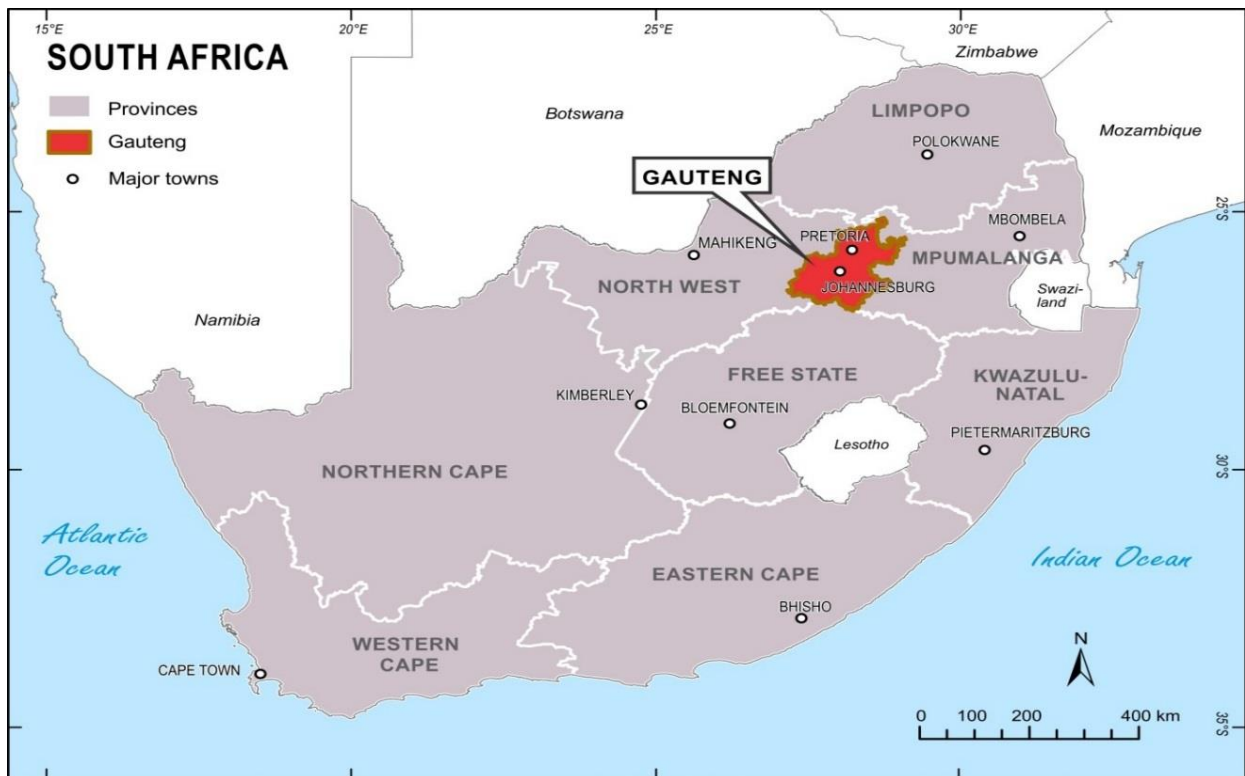 15°E
20°E
25°E
30°E
SOUTH AFRICA
Provinces
Gauteng
Major towns
Zimbabwe
Botswana
Mozambique
LIMPOPO
POLOKWANE
GAUTENG
25°S
MBOMBELA
PRETORIA
MAHIKENG
MPUMALANGA
NORTH WEST
JOHANNESBURG
Swazi-
land
Namibia
FREE STATE
KWAZULU-
NATAL
KIMBERLEY
BLOEMFONTEIN
PIETERMARITZBURG
Lesotho
NORTHERN CAPE
30°S
Atlantic
Ocean
Indian Ocean
EASTERN CAPE
BHISHO
WESTERN
CAPE
CAPE TOWN
N
0 100 200 400 km
35°S